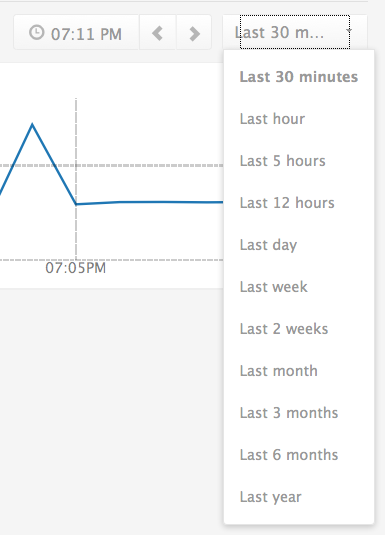 07:11 PM
Last 30 m...
Last 30 minutes
Last hour
Last 5 hours
Last 12 hours
Last day
Last week
Last 2 weeks
Last month
Last 3 months
Last 6 months
Last year
07:05PM